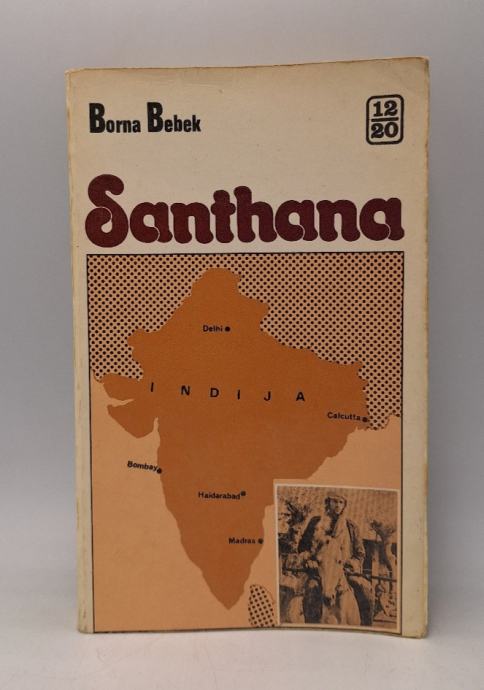 Borna Bebek
12
20
Santhana
Delhi
INDIJA
Calcutta
Bombay
Haidarabad
Madras